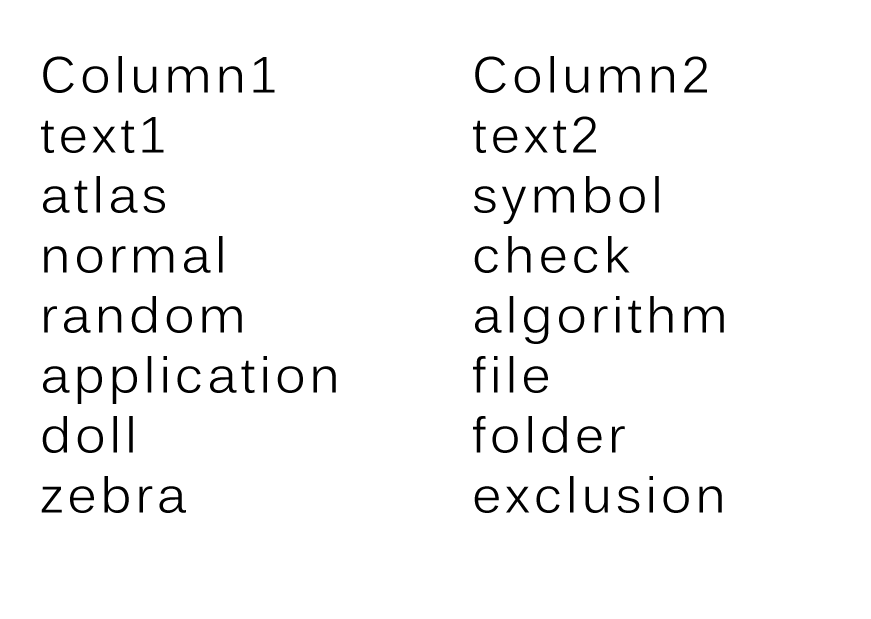 Column1 Column2
text1 text2
atlas symbol
normal check
random algorithm
application file
doll folder
zebra exclusion